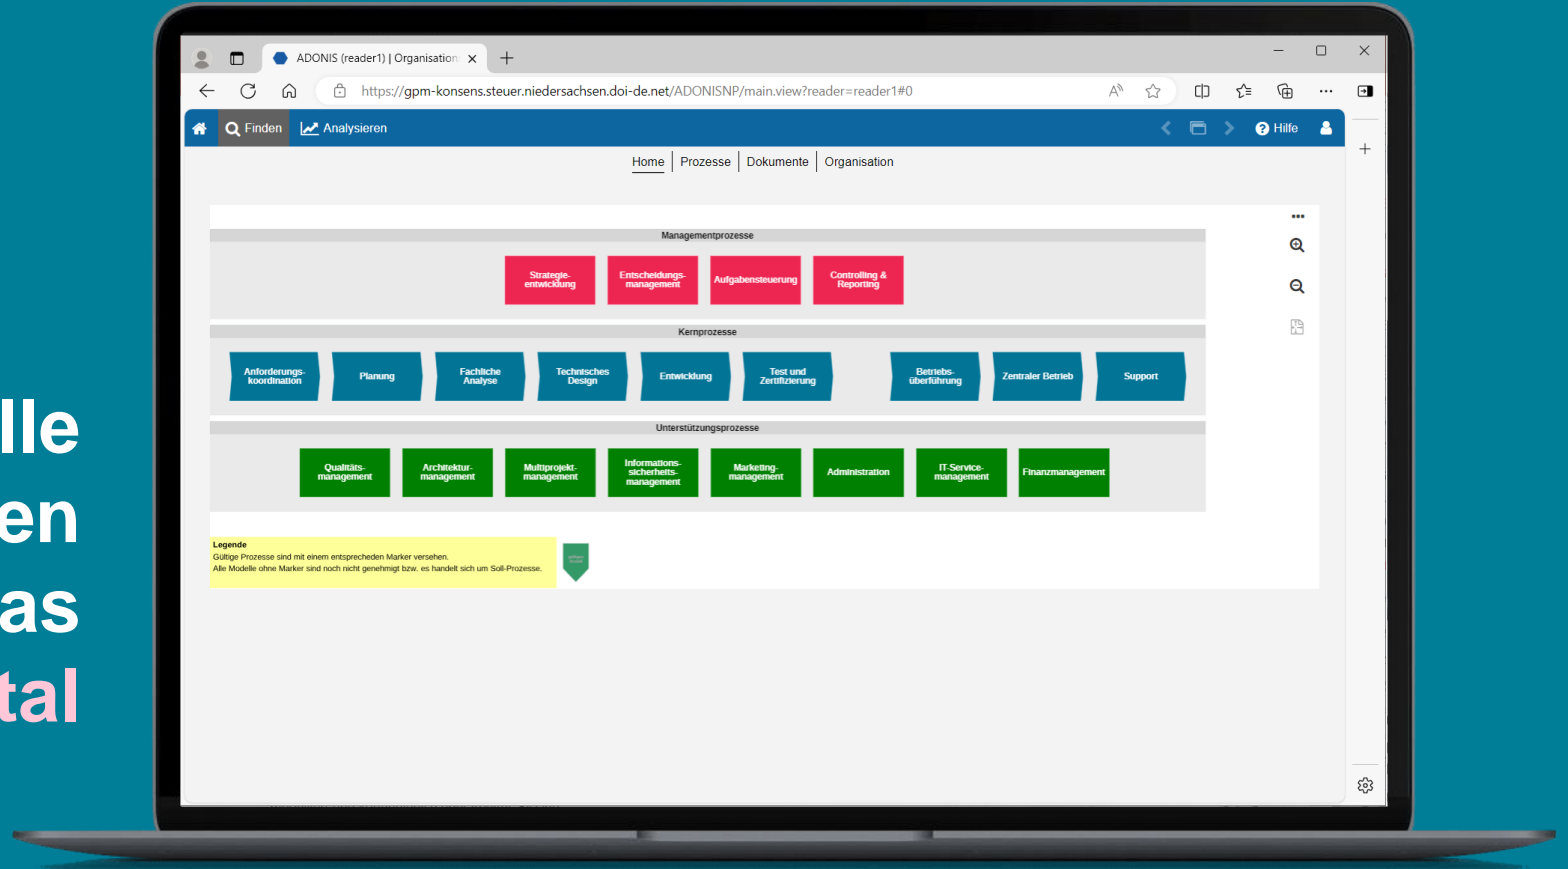 ADONIS (reader1) | Organisation
https://gpm-konsens.steuer.niedersachsen.doi-de.net/ADONISNP/main.view?reader=reader1#0
Finden
Analysieren
Hilfe
Home
Prozesse
Dokumente
Organisation
Managementprozesse
Strategie-
entwicklung
Entscheidungs-
management
Aufgabensteuerung
Controlling &
Reporting
Kernprozesse
Anforderungs-
koordination
Planung
Fachliche
Analyse
Technisches
Design
Entwicklung
Test und
Zertifizierung
Betriebs-
überführung
Zentraler Betrieb
Support
Unterstützungsprozesse
Qualitäts-
management
Architektur-
management
Multiprojekt-
management
Informations-
sicherheits-
management
Marketing-
management
Administration
IT-Service-
management
Finanzmanagement
Legende
Gültige Prozesse sind mit einem entsprecheden Marker versehen.
Alle Modelle ohne Marker sind noch nicht genehmigt bzw. es handelt sich um Soll-Prozesse.
lle
en
as
tal